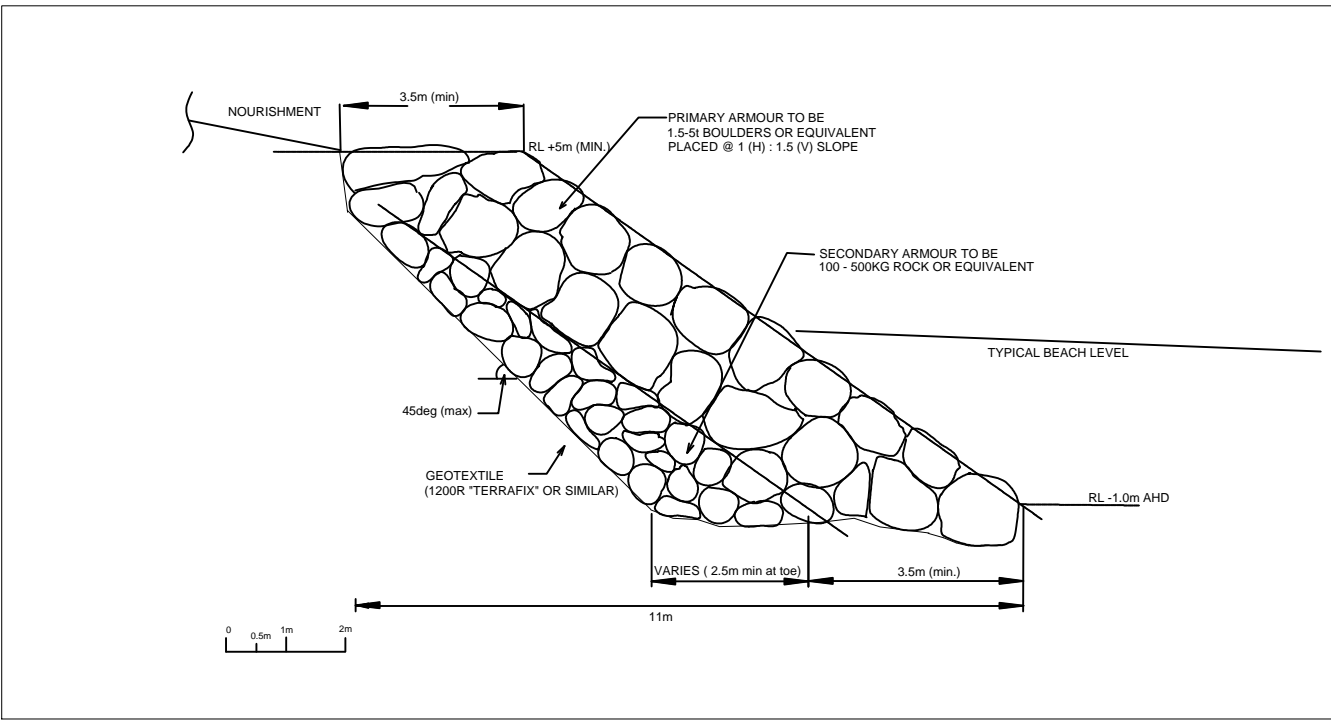 3.5m (min)
NOURISHMENT
PRIMARY ARMOUR TO BE
1.5-5t BOULDERS OR EQUIVALENT
PLACED @ 1 (H) : 1.5 (V) SLOPE
RL +5m (MIN.)
SECONDARY ARMOUR TO BE
100 - 500KG ROCK OR EQUIVALENT
TYPICAL BEACH LEVEL
45deg (max)
GEOTEXTILE
(1200R "TERRAFIX" OR SIMILAR)
RL -1.0m AHD
VARIES ( 2.5m min at toe)
3.5m (min.)
11m
0 0.5m 1m 2m